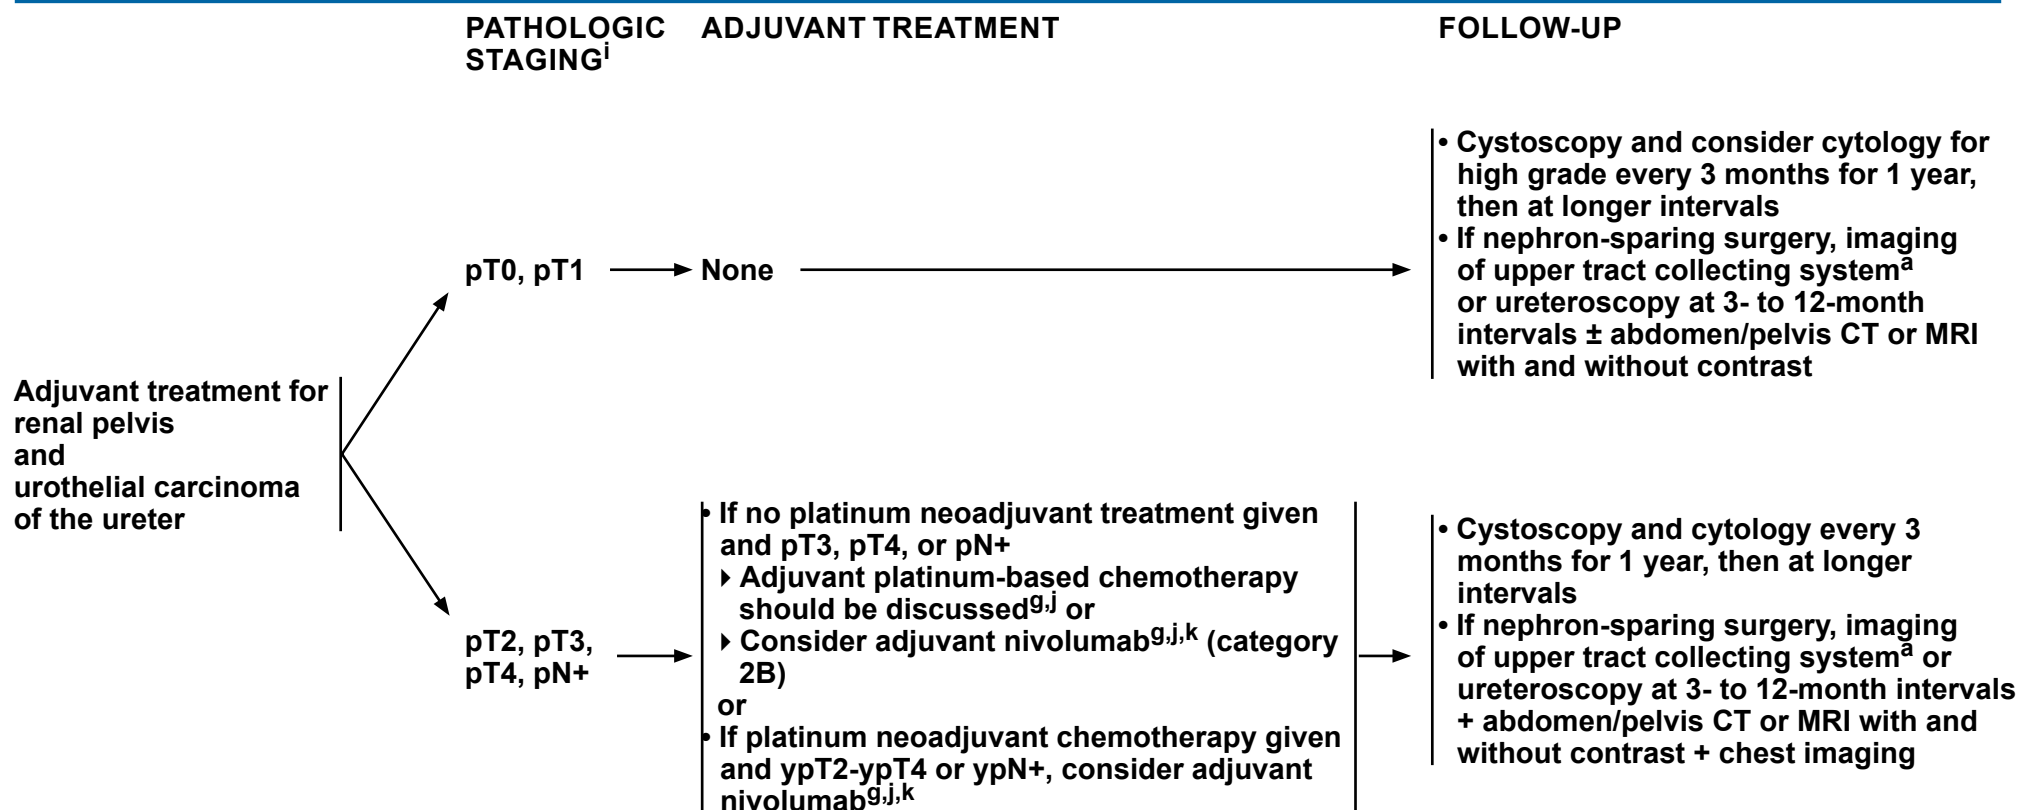 PATHOLOGIC STAGINGⁱ
ADJUVANT TREATMENT
FOLLOW-UP
Adjuvant treatment for
renal pelvis
and
urothelial carcinoma
of the ureter
pT0, pT1
None
• Cystoscopy and consider cytology for
high grade every 3 months for 1 year,
then at longer intervals
• If nephron-sparing surgery, imaging
of upper tract collecting systemᵃ
or ureteroscopy at 3- to 12-month
intervals ± abdomen/pelvis CT or MRI
with and without contrast
pT2, pT3,
pT4, pN+
• If no platinum neoadjuvant treatment given
and pT3, pT4, or pN+
▸ Adjuvant platinum-based chemotherapy
should be discussedᵍ,ʲ or
▸ Consider adjuvant nivolumabᵍ,ʲ,ᵏ (category
2B)
or
• If platinum neoadjuvant chemotherapy given
and ypT2-ypT4 or ypN+, consider adjuvant
nivolumabᵍ,ʲ,ᵏ
• Cystoscopy and cytology every 3
months for 1 year, then at longer
intervals
• If nephron-sparing surgery, imaging
of upper tract collecting systemᵃ or
ureteroscopy at 3- to 12-month intervals
+ abdomen/pelvis CT or MRI with and
without contrast + chest imaging